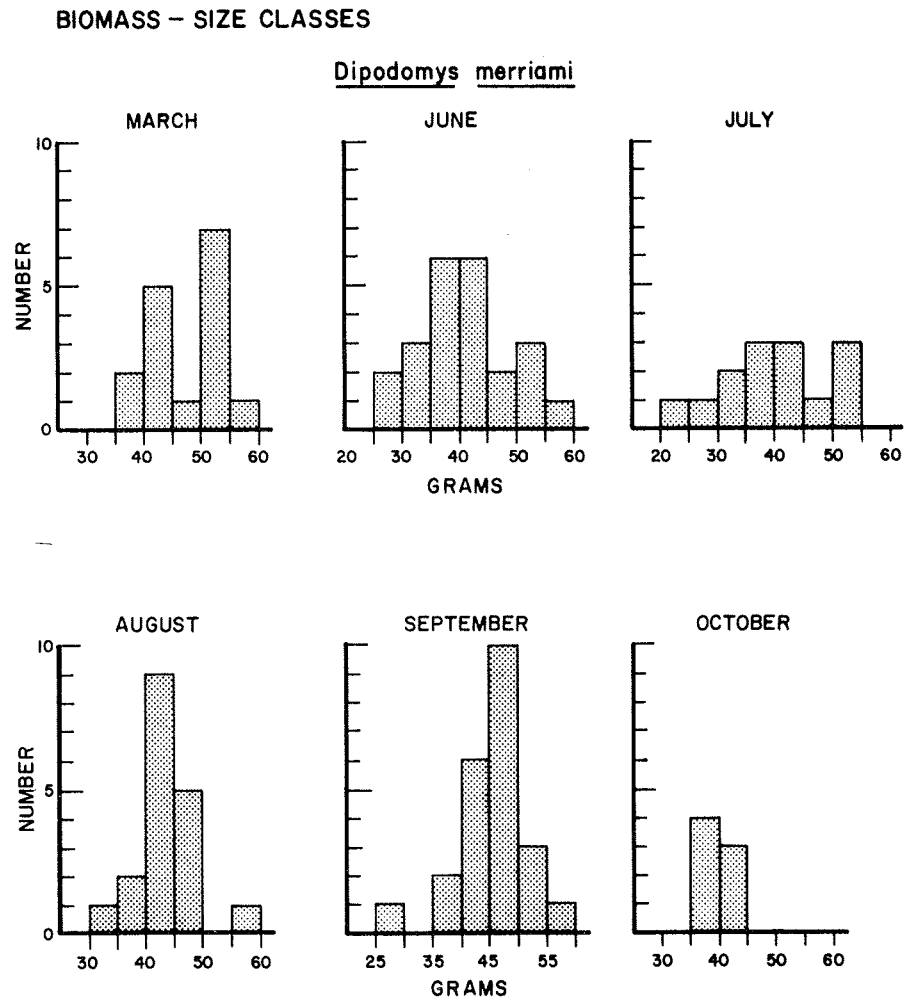 BIOMASS – SIZE CLASSES
Dipodomys merriami
MARCH JUNE JULY
10
NUMBER
5
0
30 40 50 60 20 30 40 50 60 20 30 40 50 60
GRAMS
AUGUST SEPTEMBER OCTOBER
10
NUMBER
5
0
30 40 50 60 25 35 45 55 30 40 50 60
GRAMS